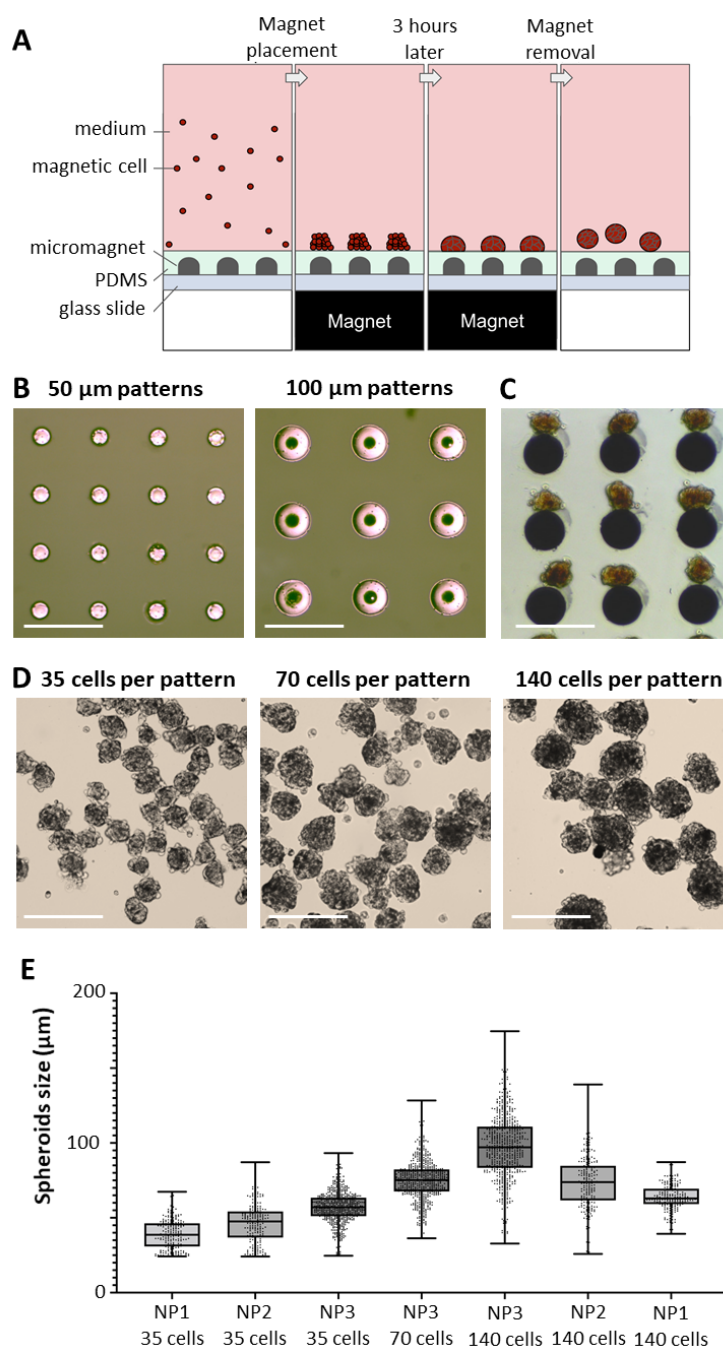 A
Magnet placement
3 hours later
Magnet removal
medium
magnetic cell
micromagnet
PDMS
glass slide
Magnet
Magnet
B
50 µm patterns
100 µm patterns
C
D
35 cells per pattern
70 cells per pattern
140 cells per pattern
E
Spheroids size (µm)
200
100
0
NP1 35 cells
NP2 35 cells
NP3 35 cells
NP3 70 cells
NP3 140 cells
NP2 140 cells
NP1 140 cells